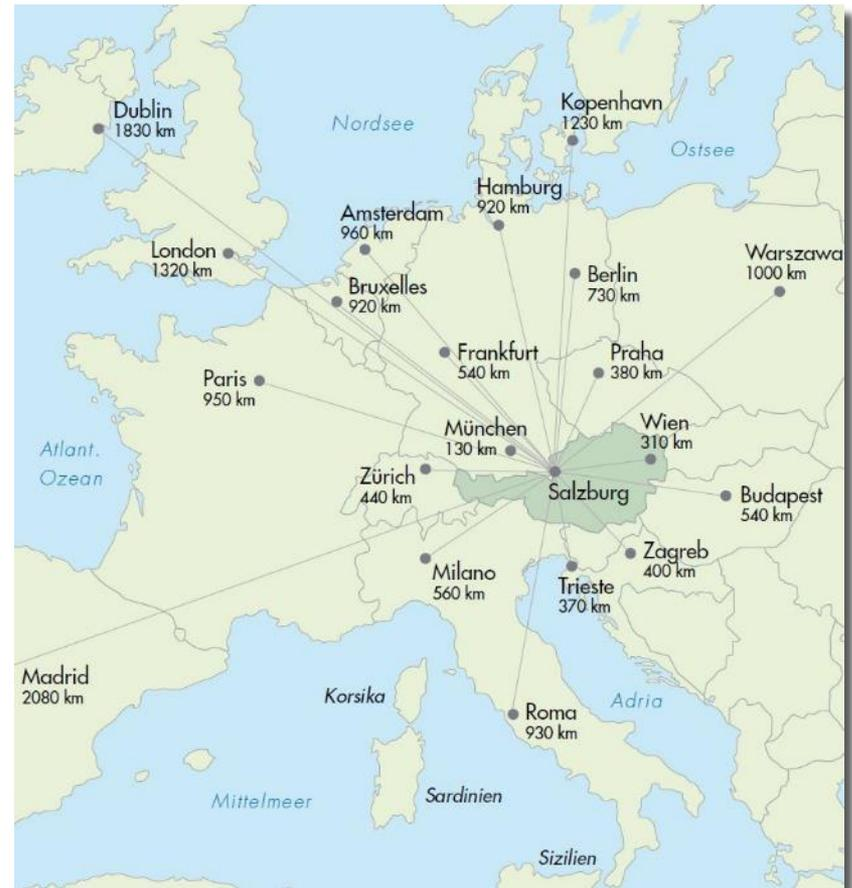 Dublin
1830 km
Nordsee
København
1230 km
Ostsee
Hamburg
920 km
Amsterdam
960 km
London
1320 km
Warszawa
1000 km
Berlin
730 km
Bruxelles
920 km
Frankfurt
540 km
Praha
380 km
Paris
950 km
München
130 km
Wien
310 km
Atlant.
Ozean
Zürich
440 km
Salzburg
Budapest
540 km
Zagreb
400 km
Milano
560 km
Trieste
370 km
Madrid
2080 km
Korsika
Adria
Roma
930 km
Mittelmeer
Sardinien
Sizilien